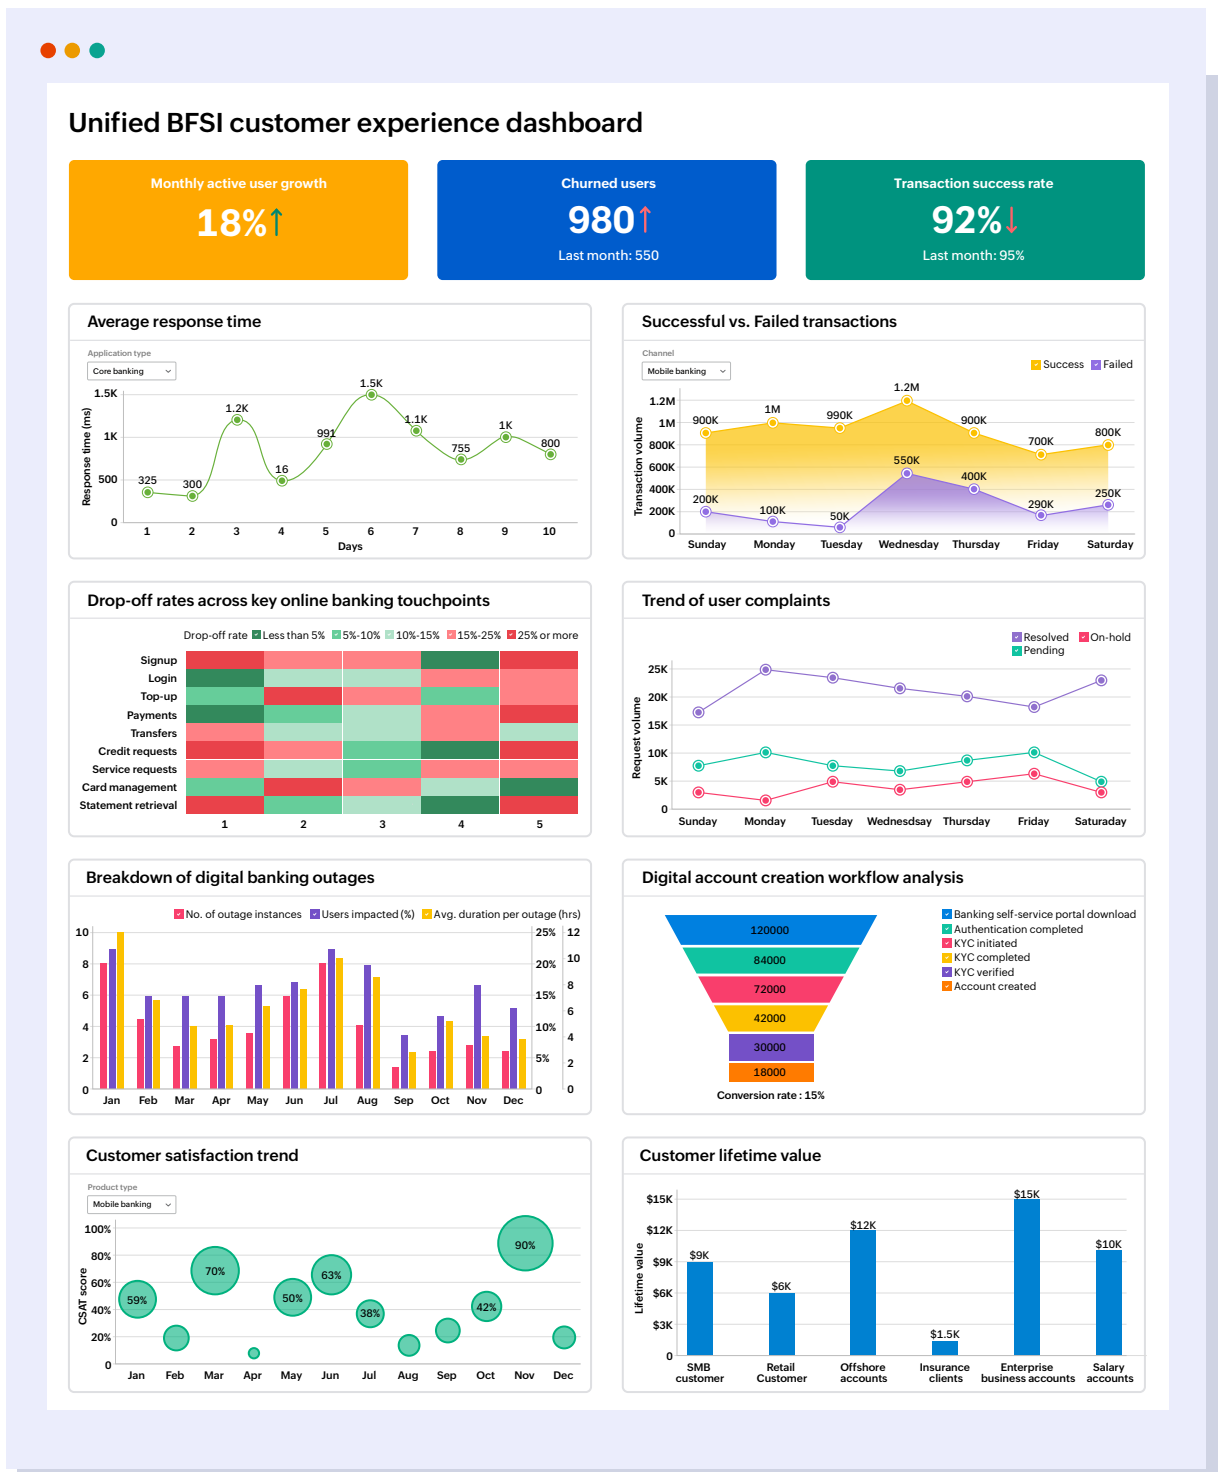 Unified BFSI customer experience dashboard
Monthly active user growth
18%↑
Churned users
980↑
Last month: 550
Transaction success rate
92%↓
Last month: 95%
Average response time
Application type
Core banking
Response time (ms)
1.5K
1K
500
0
325
300
1.2K
16
991
1.5K
1.1K
755
1K
800
1 2 3 4 5 6 7 8 9 10
Days
Successful vs. Failed transactions
Channel
Mobile banking
Success Failed
Transaction volume
1.2M
1M
800K
600K
400K
200K
0
900K 1M 990K 1.2M 900K 700K 800K
200K 100K 50K 550K 400K 290K 250K
Sunday Monday Tuesday Wednesday Thursday Friday Saturday
Drop-off rates across key online banking touchpoints
Drop-off rate Less than 5% 5%-10% 10%-15% 15%-25% 25% or more
Signup
Login
Top-up
Payments
Transfers
Credit requests
Service requests
Card management
Statement retrieval
1 2 3 4 5
Trend of user complaints
Resolved On-hold
Pending
Request volume
25K
20K
15K
10K
5K
0
Sunday Monday Tuesday Wednesdsay Thursday Friday Saturaday
Breakdown of digital banking outages
No. of outage instances Users impacted (%) Avg. duration per outage (hrs)
10
8
6
4
2
0
25%
20%
15%
10%
5%
0
12
10
8
6
4
2
0
Jan Feb Mar Apr May Jun Jul Aug Sep Oct Nov Dec
Digital account creation workflow analysis
120000
84000
72000
42000
30000
18000
Conversion rate : 15%
Banking self-service portal download
Authentication completed
KYC initiated
KYC completed
KYC verified
Account created
Customer satisfaction trend
Product type
Mobile banking
CSAT score
100%
80%
60%
40%
20%
0
59%
70%
50%
63%
38%
42%
90%
Jan Feb Mar Apr May Jun Jul Aug Sep Oct Nov Dec
Customer lifetime value
Lifetime value
$15K
$12K
$9K
$6K
$3K
0
$9K
$6K
$12K
$1.5K
$15K
$10K
SMB customer
Retail Customer
Offshore accounts
Insurance clients
Enterprise business accounts
Salary accounts